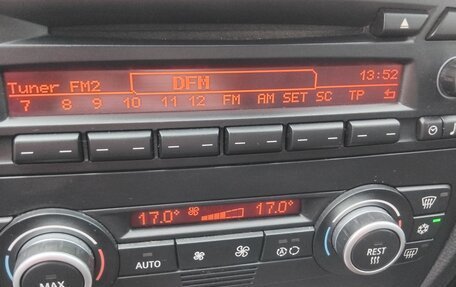 DFM
13:52
Tuner FM2
7 8 9 10 11 12 FM AM SET SC TP
17.0° 17.0°
MAX AUTO REST